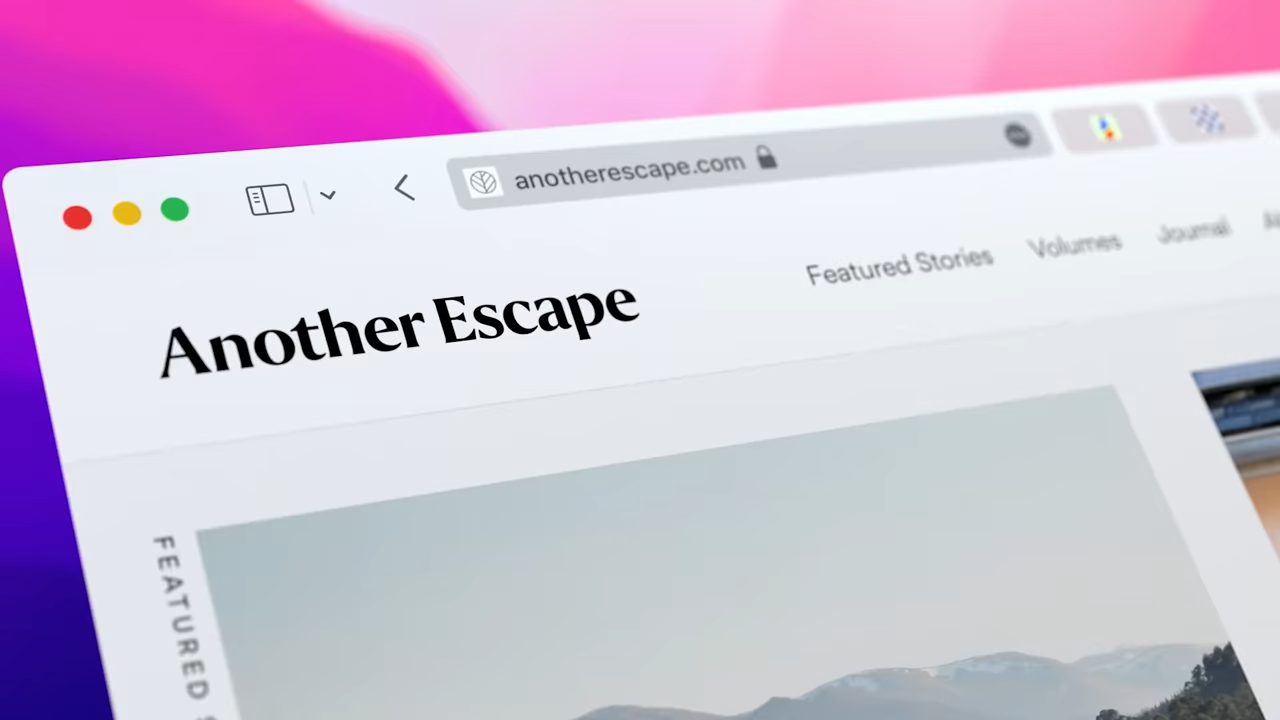 anotherescape.com
Another Escape
Featured Stories
Volumes
Journal
FEATURED